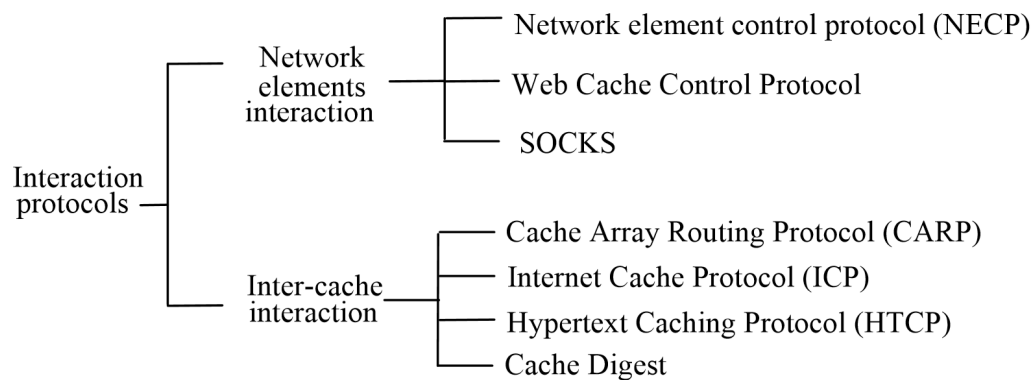 Interaction
protocols
Network
elements
interaction
Network element control protocol (NECP)
Web Cache Control Protocol
SOCKS
Inter-cache
interaction
Cache Array Routing Protocol (CARP)
Internet Cache Protocol (ICP)
Hypertext Caching Protocol (HTCP)
Cache Digest